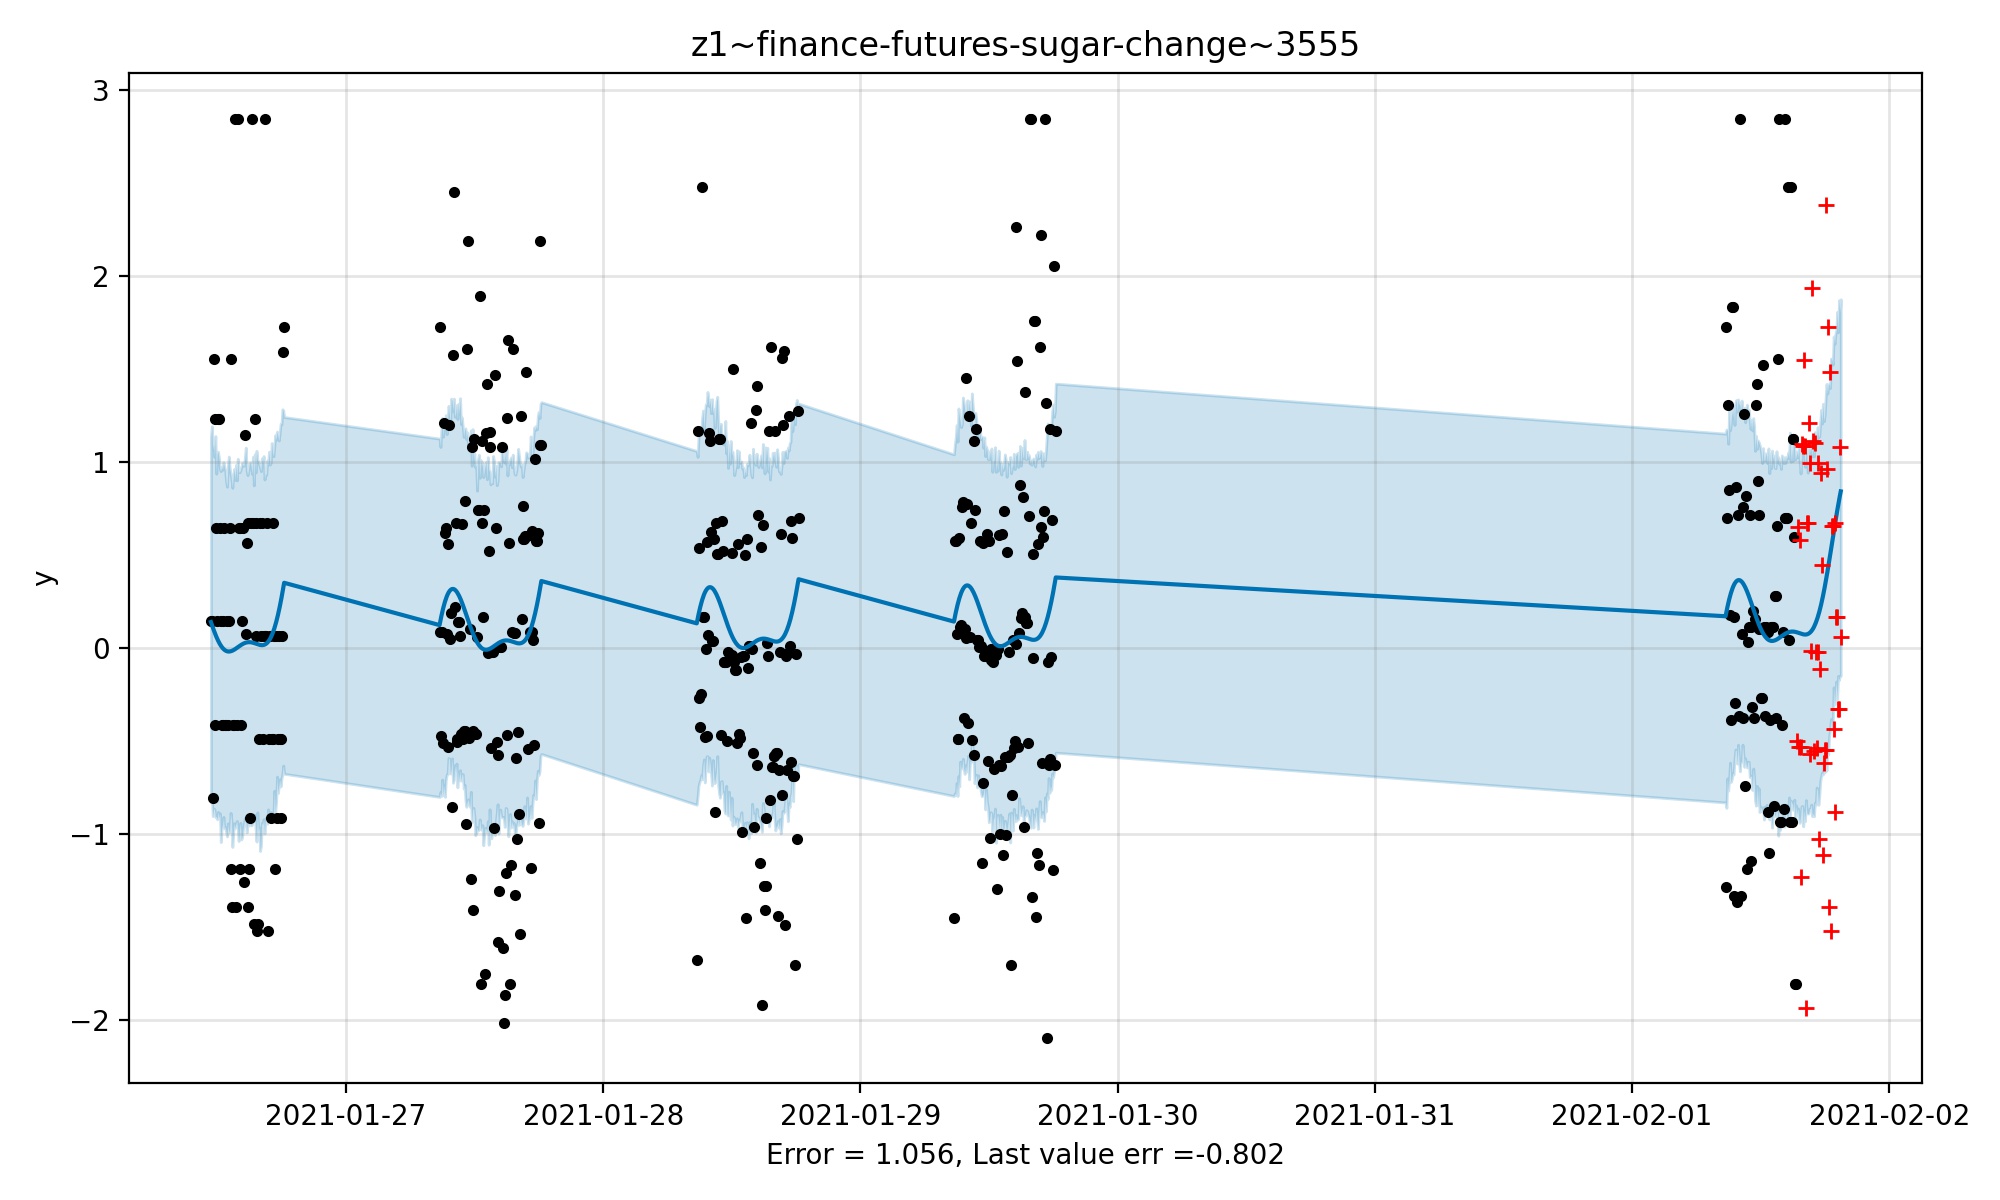 z1~finance-futures-sugar-change~3555
3
2
1
0
−1
−2
y
2021-01-27 2021-01-28 2021-01-29 2021-01-30 2021-01-31 2021-02-01 2021-02-02
Error = 1.056, Last value err =-0.802